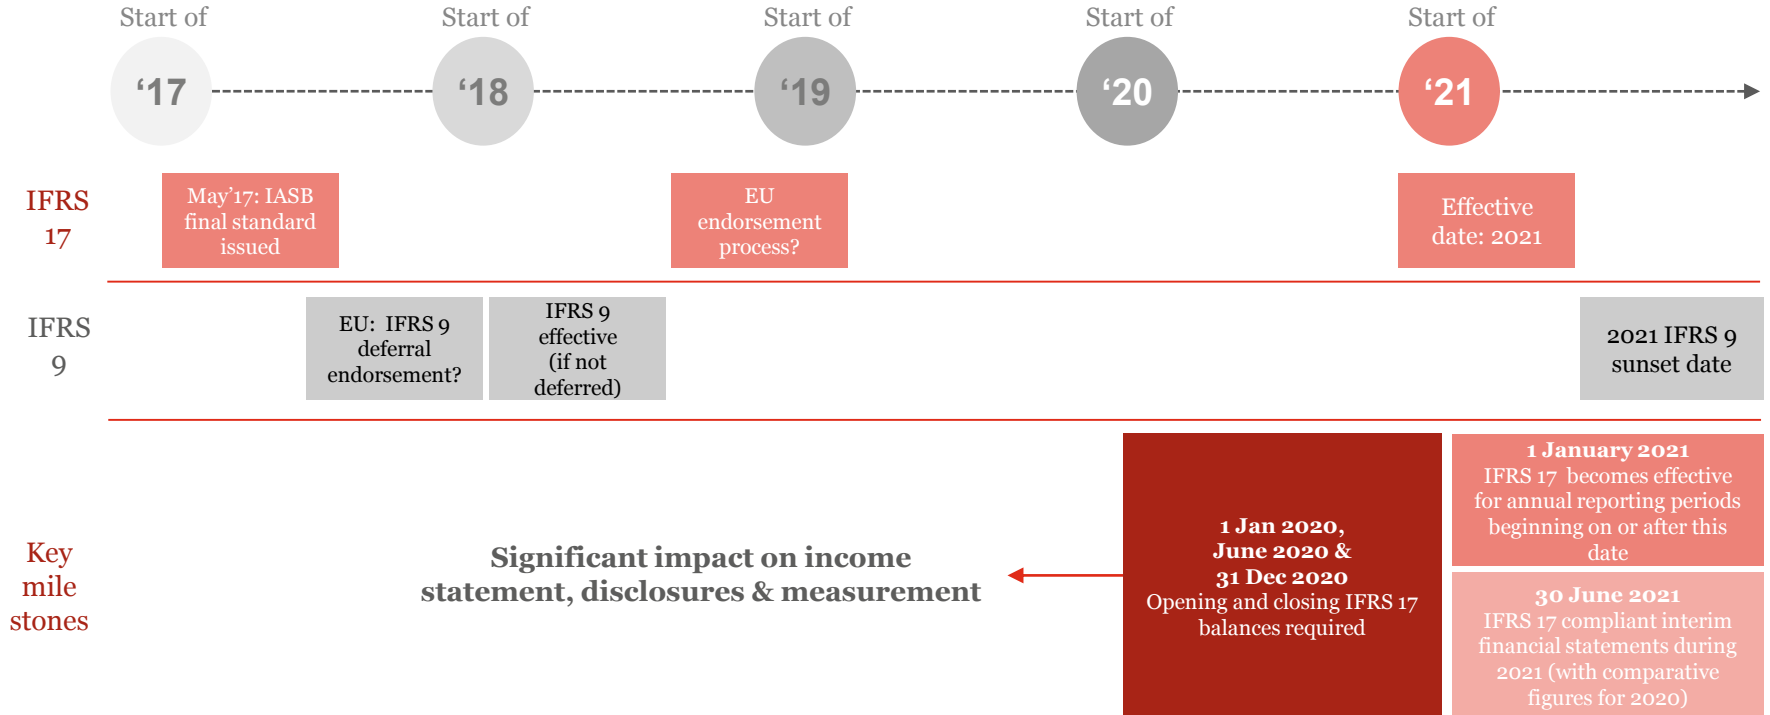 Start of
Start of
Start of
Start of
Start of
‘17
‘18
‘19
‘20
‘21
IFRS
17
May’17: IASB
final standard
issued
EU
endorsement
process?
Effective
date: 2021
IFRS
9
EU: IFRS 9
deferral
endorsement?
IFRS 9
effective
(if not
deferred)
2021 IFRS 9
sunset date
Key
mile
stones
Significant impact on income
statement, disclosures & measurement
1 Jan 2020,
June 2020 &
31 Dec 2020
Opening and closing IFRS 17
balances required
1 January 2021
IFRS 17 becomes effective
for annual reporting periods
beginning on or after this
date
30 June 2021
IFRS 17 compliant interim
financial statements during
2021 (with comparative
figures for 2020)